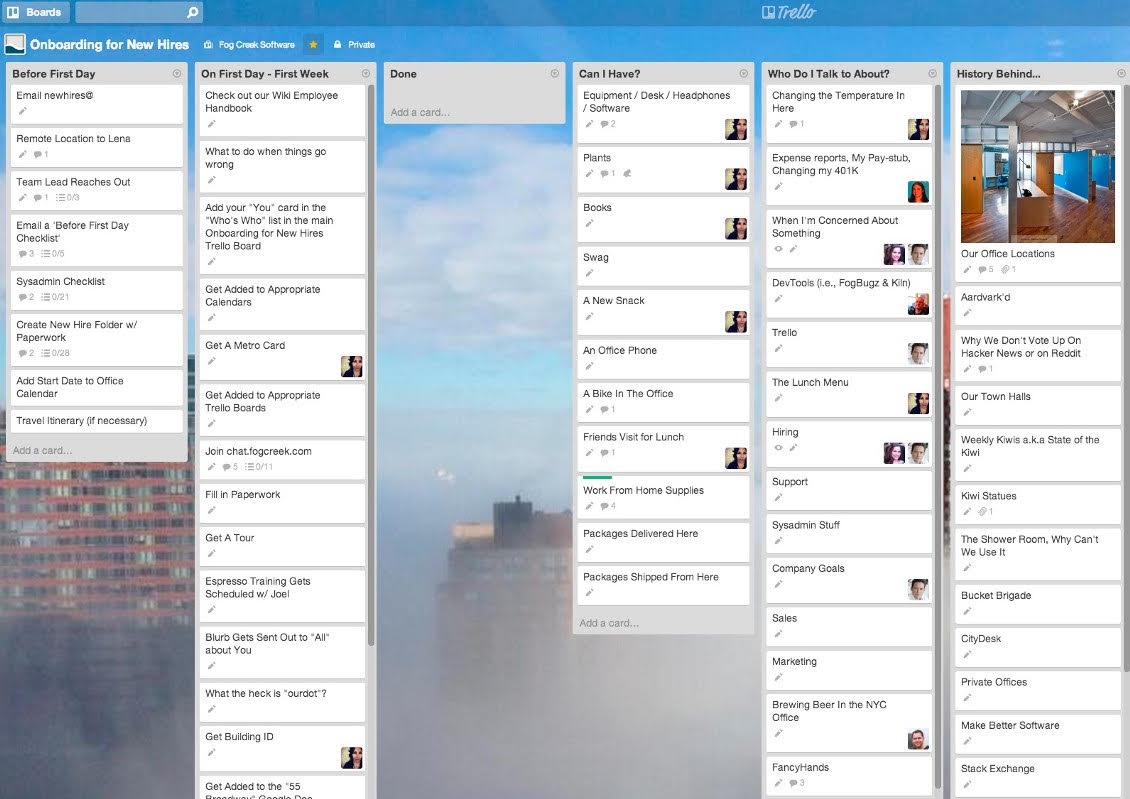 Boards
Trello
Onboarding for New Hires
Fog Creek Software
Private
Before First Day
Email newhires@
Remote Location to Lena
1
Team Lead Reaches Out
1 0/3
Email a 'Before First Day
Checklist'
3 0/5
Sysadmin Checklist
2 0/21
Create New Hire Folder w/
Paperwork
2 0/28
Add Start Date to Office
Calendar
Travel Itinerary (if necessary)
Add a card...
On First Day - First Week
Check out our Wiki Employee
Handbook
What to do when things go
wrong
Add your "You" card in the
"Who's Who" list in the main
Onboarding for New Hires
Trello Board
Get Added to Appropriate
Calendars
Get A Metro Card
Get Added to Appropriate
Trello Boards
Join chat.fogcreek.com
5 0/11
Fill in Paperwork
Get A Tour
Espresso Training Gets
Scheduled w/ Joel
Blurb Gets Sent Out to "All"
about You
What the heck is "ourdot"?
Get Building ID
Get Added to the "55
Broadway" Google Doc
Done
Add a card...
Can I Have?
Equipment / Desk / Headphones
/ Software
2
Plants
1
Books
Swag
A New Snack
An Office Phone
A Bike In The Office
1
Friends Visit for Lunch
1
Work From Home Supplies
4
Packages Delivered Here
Packages Shipped From Here
Add a card...
Who Do I Talk to About?
Changing the Temperature In
Here
1
Expense reports, My Pay-stub,
Changing my 401K
When I'm Concerned About
Something
DevTools (i.e., FogBugz & Kiln)
Trello
The Lunch Menu
Hiring
Support
Sysadmin Stuff
Company Goals
Sales
Marketing
Brewing Beer In the NYC
Office
FancyHands
3
History Behind...
Our Office Locations
5 1
Aardvark'd
Why We Don't Vote Up On
Hacker News or on Reddit
1
Our Town Halls
Weekly Kiwis a.k.a State of the
Kiwi
Kiwi Statues
1
The Shower Room, Why Can't
We Use It
Bucket Brigade
CityDesk
Private Offices
Make Better Software
Stack Exchange